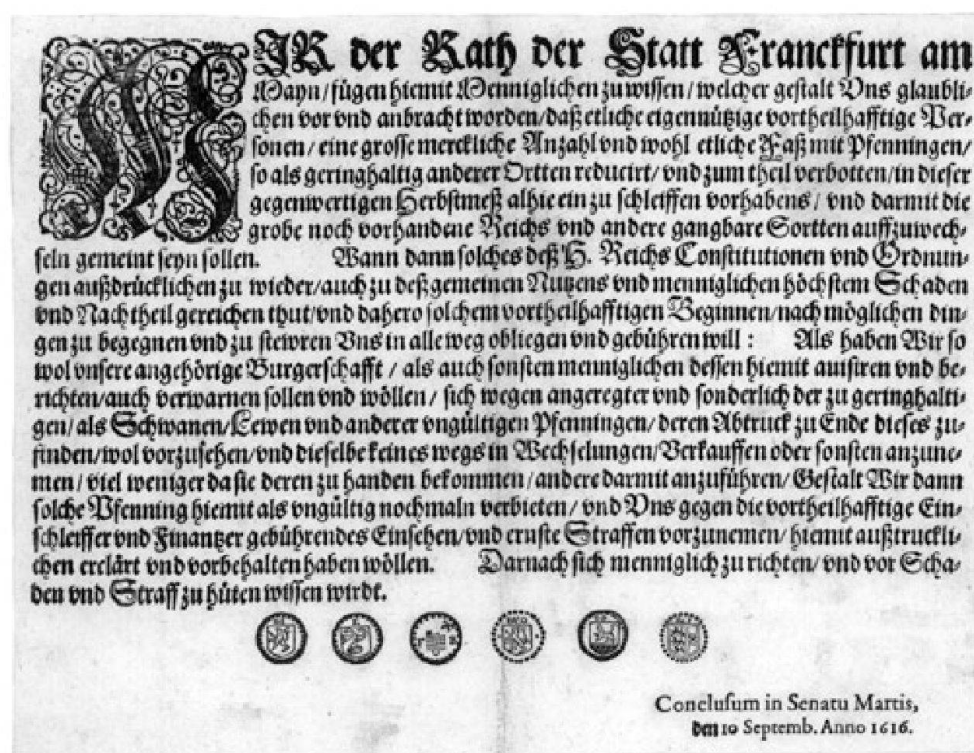 WIR der Rath der Statt Franckfurt am
Mayn/fügen hiemit Menniglichen zu wissen/welcher gestalt Vns glaubli-
chen vor vnd anbracht worden/daß etliche eigennützige vortheilhafftige Per-
sonen/eine grosse merckliche Anzahl vnd wohl etliche Faß mit Pfenningen/
so als geringhaltig anderer Ortten reducirt/vnd zum theil verbotten/in dieser
gegenwertigen Herbstmeß alhie ein zu schleiffen vorhabens/vnd darmit die
grobe noch vorhandene Reichs vnd andere gangbare Sortten auffzuwech-
seln gemeint seyn sollen. Wann dann solches deß H. Reichs Constitutionen vnd Ordnun-
gen außdrücklichen zu wieder/auch zu deß gemeinen Nutzens vnd menniglichen höchstem Schaden
vnd Nachtheil gereichen thut/vnd dahero solchem vortheilhafftigen Beginnen/nach möglichen din-
gen zu begegnen vnd zu stewren Vns in alle weg obliegen vnd gebühren will: Als haben Wir so
wol vnsere angehörige Burgerschafft/als auch sonsten menniglichen dessen hiemit auisiren vnd be-
richten/auch verwarnen sollen vnd wöllen/sich wegen angeregter vnd sonderlich der zu geringhalti-
gen/als Schwanen/Lewen vnd anderer vngültigen Pfenningen/deren Abtruck zu Ende dieses zu-
finden/wol vorzusehen/vnd dieselbe keines wegs in Wechselungen/Verkauffen oder sonsten anzune-
men/viel weniger da sie deren zu handen bekommen/andere darmit anzuführen/Gestalt Wir dann
solche Pfenning hiemit als vngültig nochmaln verbieten/vnd Vns gegen die vortheilhafftige Ein-
schleiffer vnd Finantzer gebührendes Einsehen/vnd ernste Straffen vorzunemen/hiemit außtruckli-
chen erclärt vnd vorbehalten haben wöllen. Darnach sich menniglich zu richten/vnd vor Scha-
den vnd Straff zu hüten wissen wirdt.
Conclusum in Senatu Martis,
den 10 Septemb. Anno 1616.